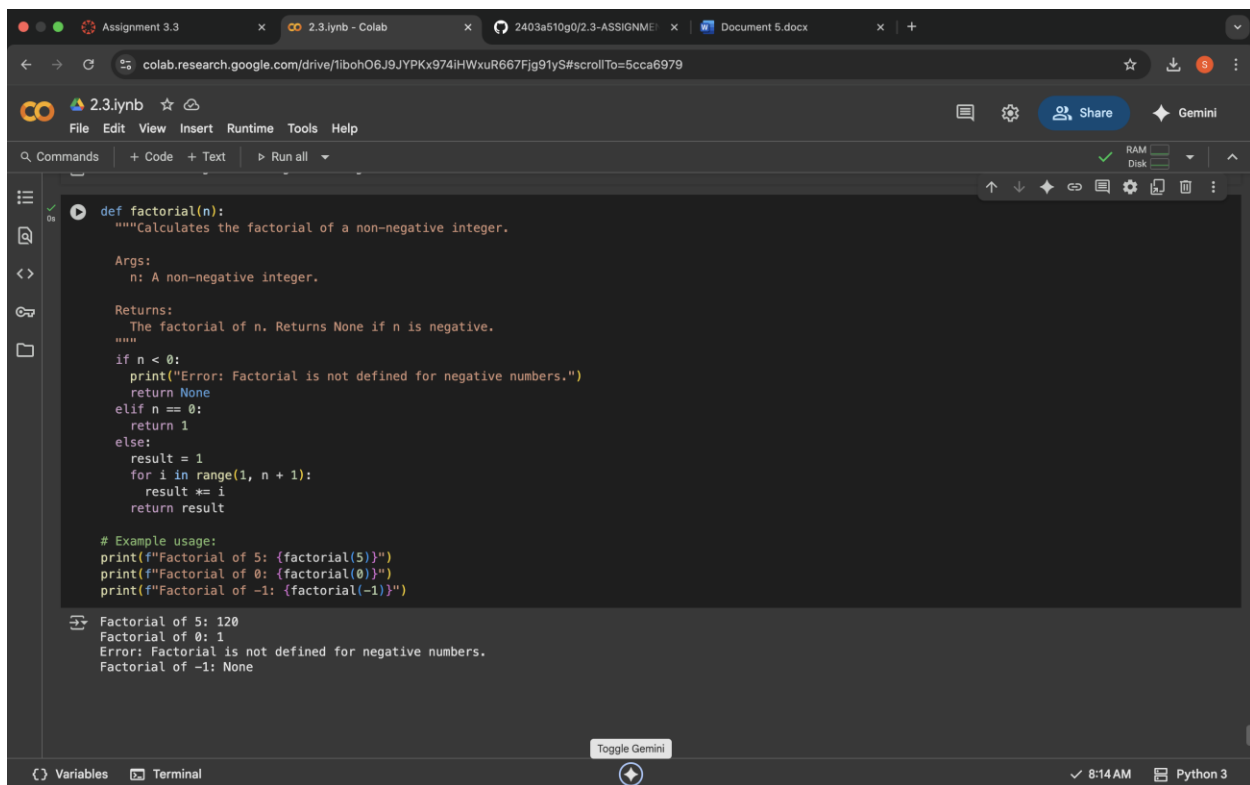 Assignment 3.3
2.3.iynb - Colab
2403a510g0/2.3-ASSIGNME
Document 5.docx
colab.research.google.com/drive/1ibohO6J9JYPKx974iHWxuR667Fjg91yS#scrollTo=5cca6979
S
2.3.iynb
File Edit View Insert Runtime Tools Help
Share
Gemini
Commands + Code + Text Run all
RAM
Disk
0s
def factorial(n):
"""Calculates the factorial of a non-negative integer.
Args:
n: A non-negative integer.
Returns:
The factorial of n. Returns None if n is negative.
"""
if n < 0:
print("Error: Factorial is not defined for negative numbers.")
return None
elif n == 0:
return 1
else:
result = 1
for i in range(1, n + 1):
result *= i
return result
# Example usage:
print(f"Factorial of 5: {factorial(5)}")
print(f"Factorial of 0: {factorial(0)}")
print(f"Factorial of -1: {factorial(-1)}")
Factorial of 5: 120
Factorial of 0: 1
Error: Factorial is not defined for negative numbers.
Factorial of -1: None
Toggle Gemini
{} Variables
Terminal
8:14 AM
Python 3